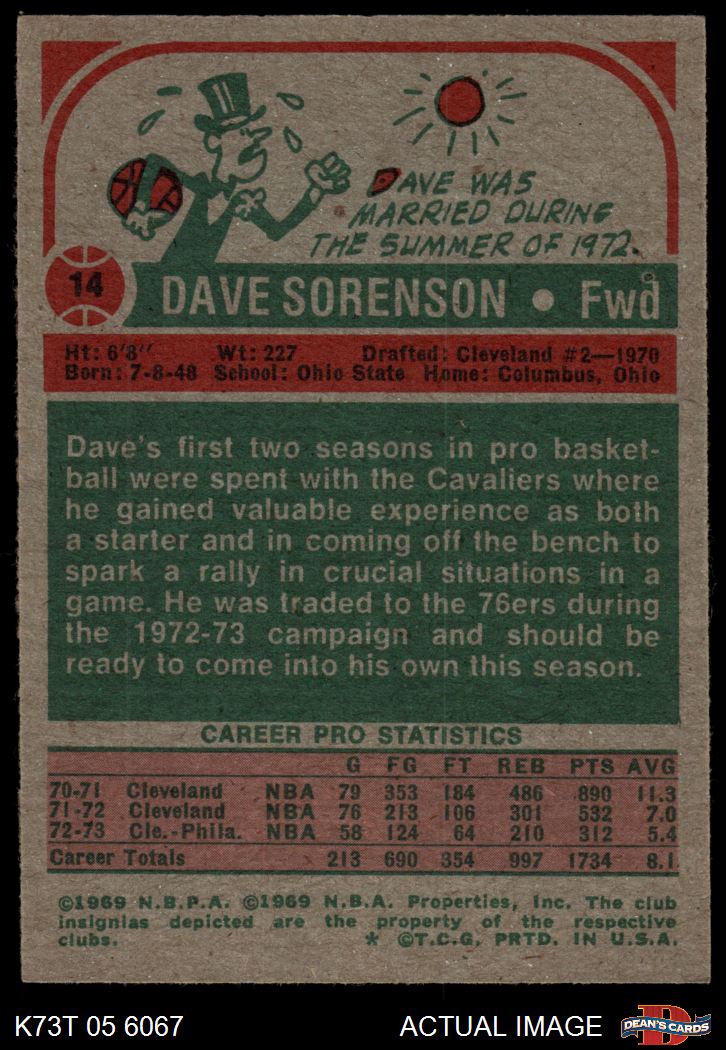 DAVE WAS
MARRIED DURING
THE SUMMER OF 1972.
14 DAVE SORENSON • Fwd
Ht: 6'8" Wt: 227 Drafted: Cleveland #2—1970
Born: 7-8-48 School: Ohio State Home: Columbus, Ohio
Dave's first two seasons in pro basket-
ball were spent with the Cavaliers where
he gained valuable experience as both
a starter and in coming off the bench to
spark a rally in crucial situations in a
game. He was traded to the 76ers during
the 1972-73 campaign and should be
ready to come into his own this season.
CAREER PRO STATISTICS
G FG FT REB PTS AVG
70-71 Cleveland NBA 79 353 184 486 890 11.3
71-72 Cleveland NBA 76 213 106 301 532 7.0
72-73 Cle.-Phila. NBA 58 124 64 210 312 5.4
Career Totals 213 690 354 997 1734 8.1
©1969 N.B.P.A. ©1969 N.B.A. Properties, Inc. The club
insignias depicted are the property of the respective
clubs. * ©T.C.G. PRTD. IN U.S.A.
K73T 05 6067 ACTUAL IMAGE D DEAN'S CARDS